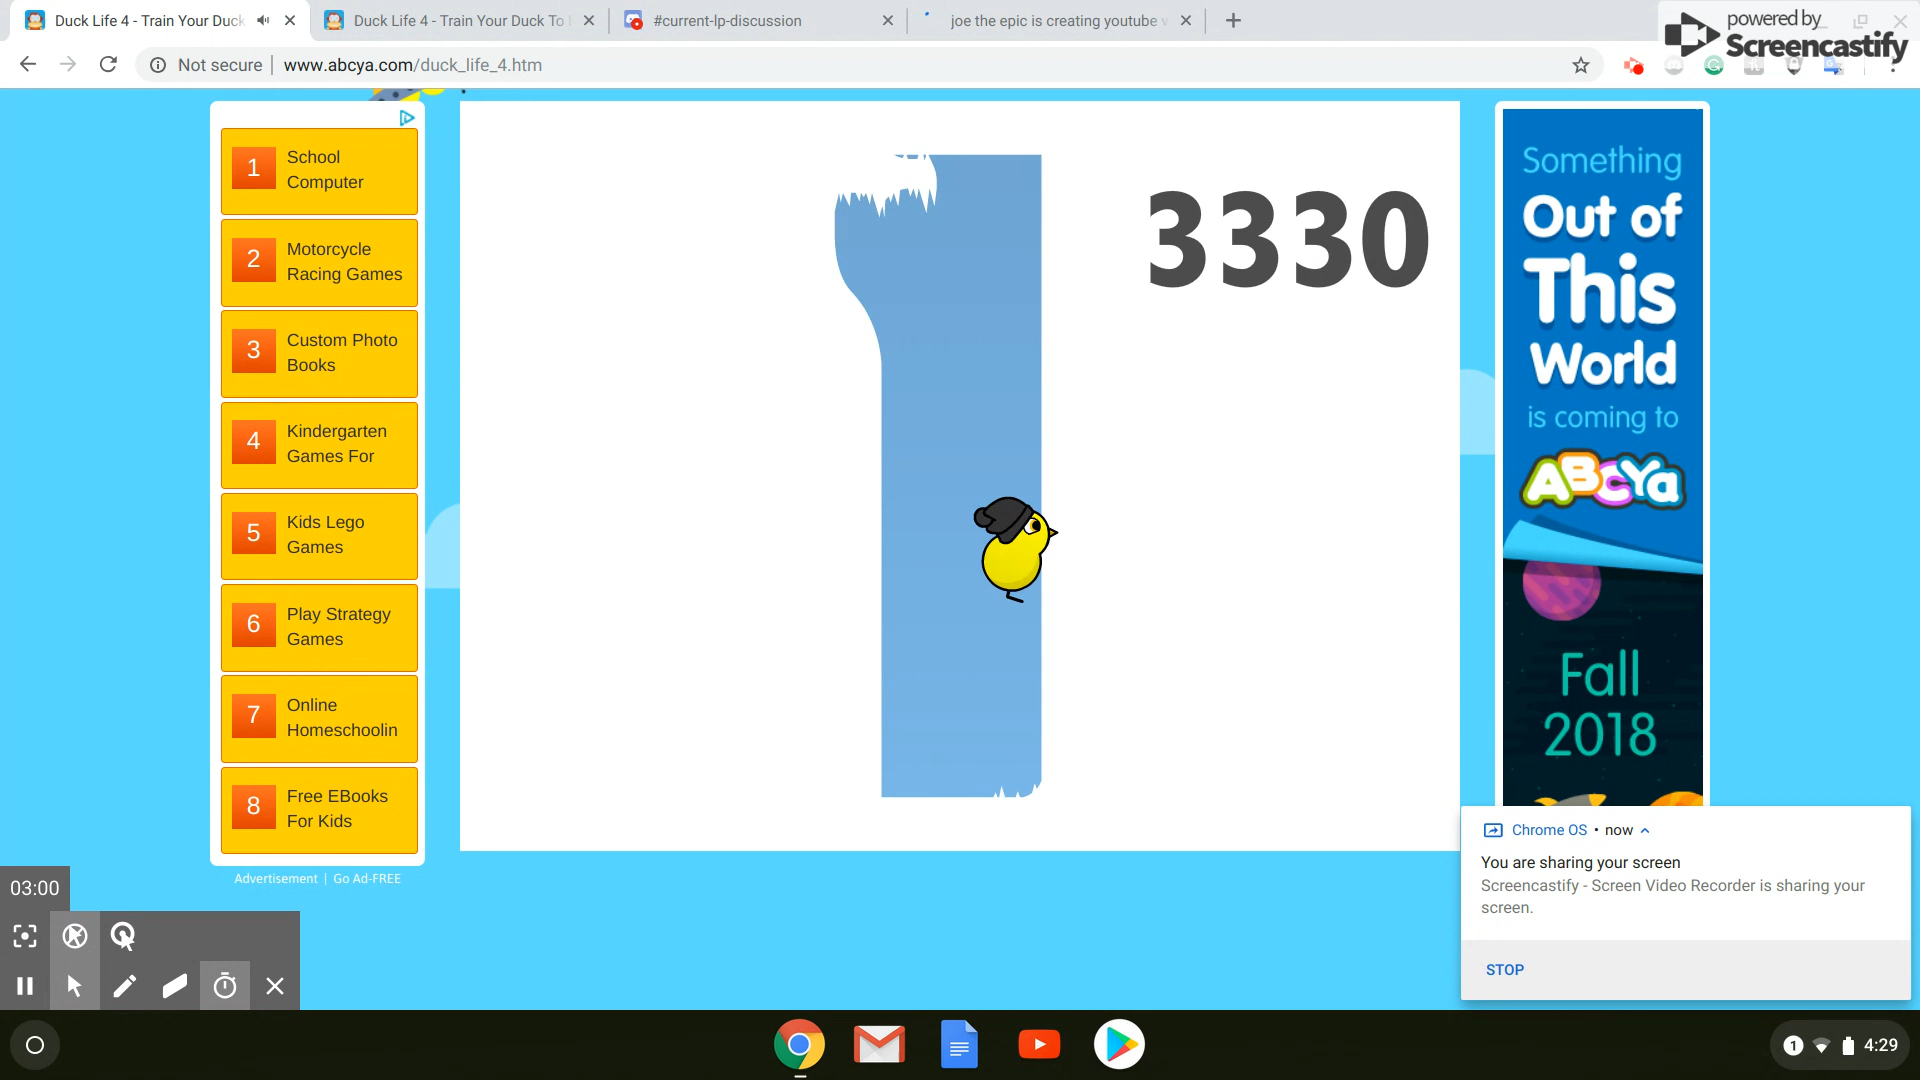 Duck Life 4 - Train Your Duck
Duck Life 4 - Train Your Duck To
#current-lp-discussion
joe the epic is creating youtube v
powered by
Screencastify
Not secure
www.abcya.com/duck_life_4.htm
1 School
Computer
2 Motorcycle
Racing Games
3 Custom Photo
Books
4 Kindergarten
Games For
5 Kids Lego
Games
6 Play Strategy
Games
7 Online
Homeschoolin
8 Free EBooks
For Kids
Advertisement | Go Ad-FREE
3330
Something
Out of
This
World
is coming to
ABCYa
Fall
2018
Chrome OS • now
You are sharing your screen
Screencastify - Screen Video Recorder is sharing your
screen.
STOP
03:00
1
4:29